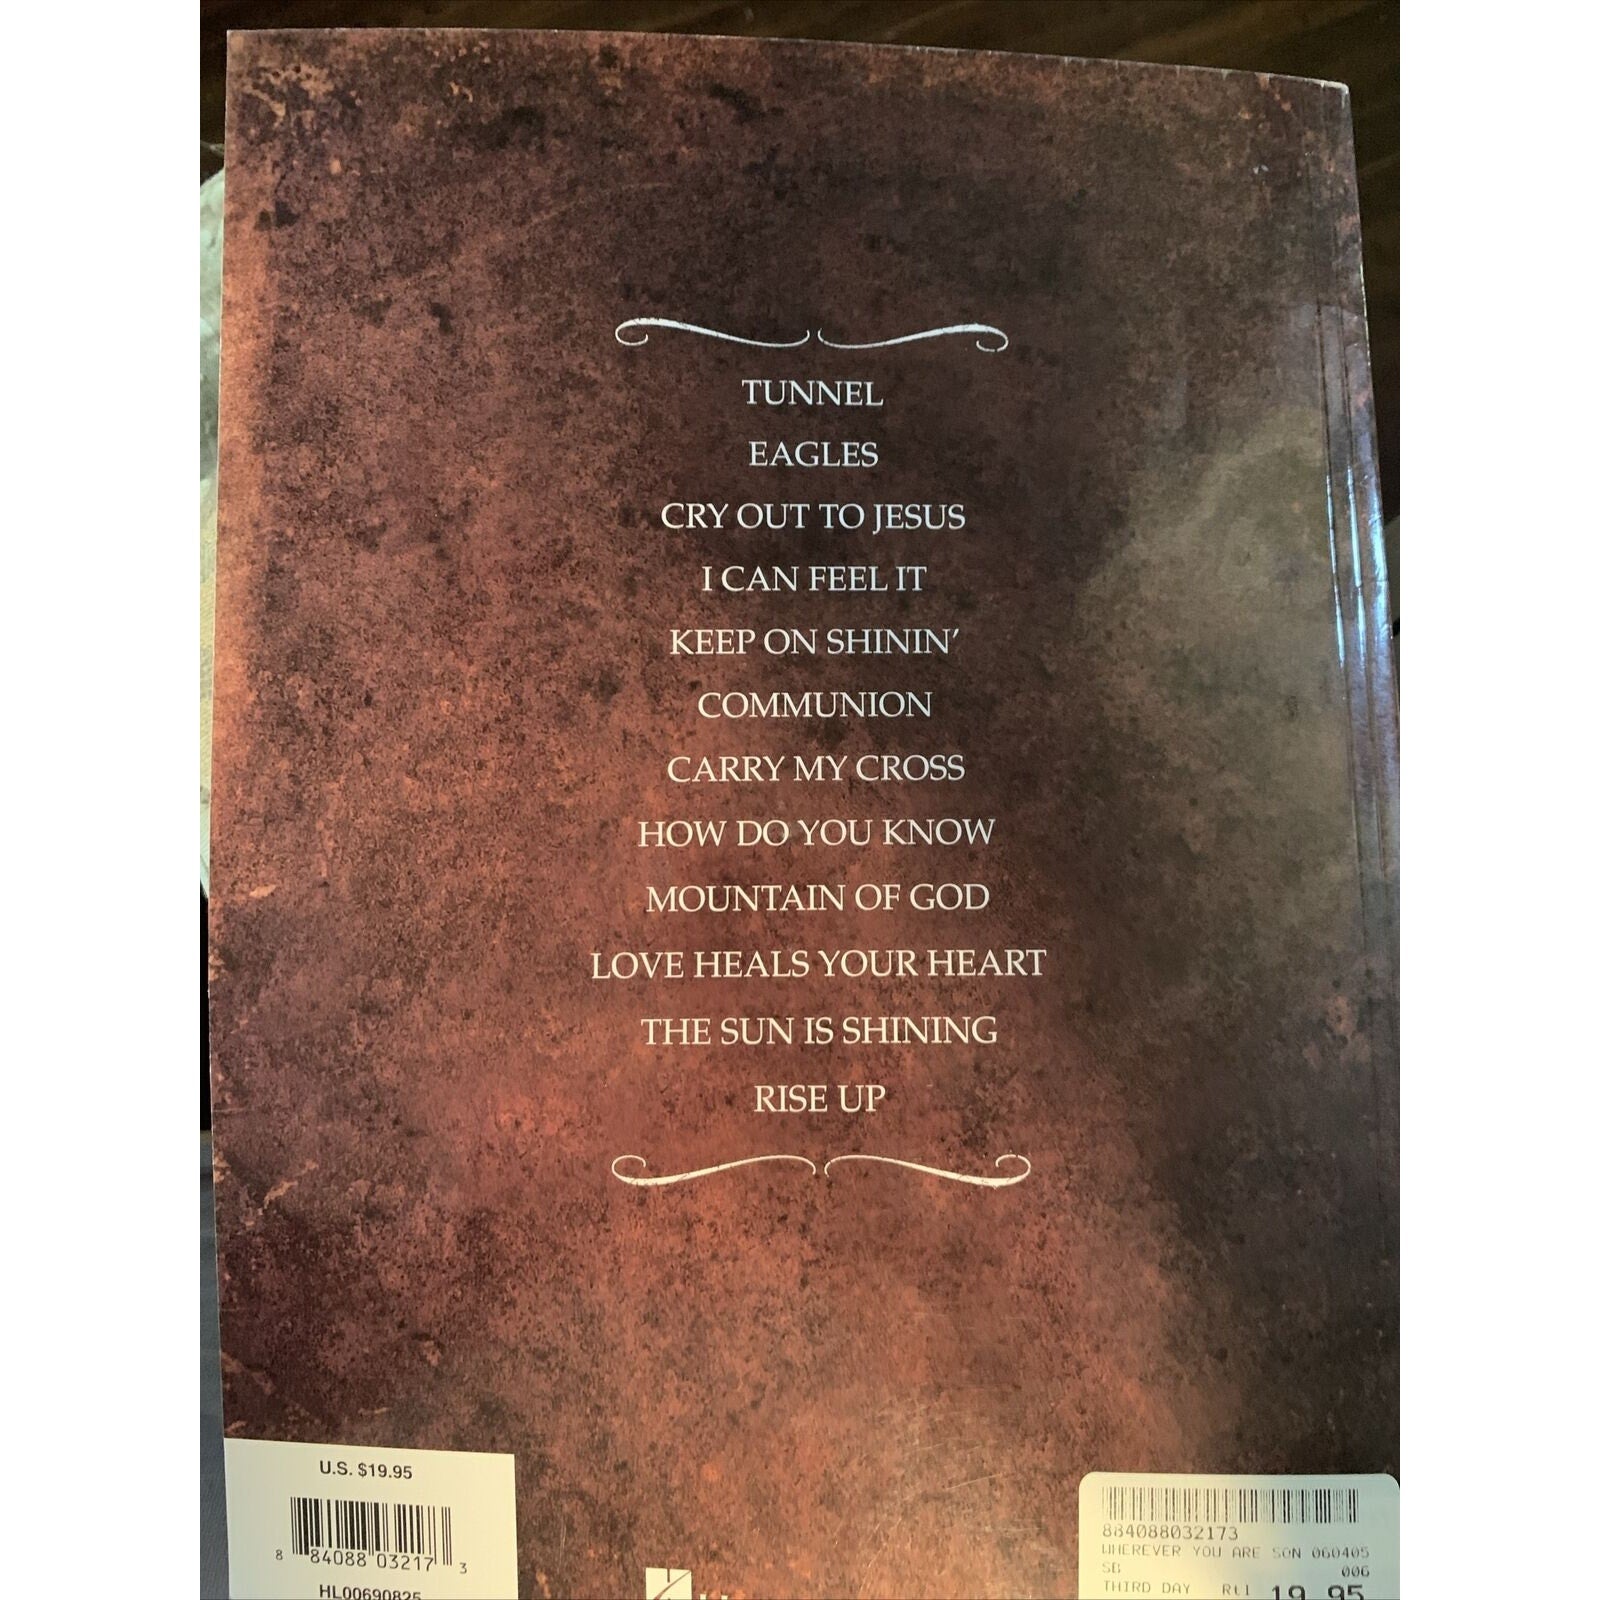 TUNNEL
EAGLES
CRY OUT TO JESUS
I CAN FEEL IT
KEEP ON SHININ’
COMMUNION
CARRY MY CROSS
HOW DO YOU KNOW
MOUNTAIN OF GOD
LOVE HEALS YOUR HEART
THE SUN IS SHINING
RISE UP
U.S. $19.95
8 84088 03217 3
HL00690825
884088032173
WHEREVER YOU ARE SON 060405
SB 006
THIRD DAY Rtl 19.95